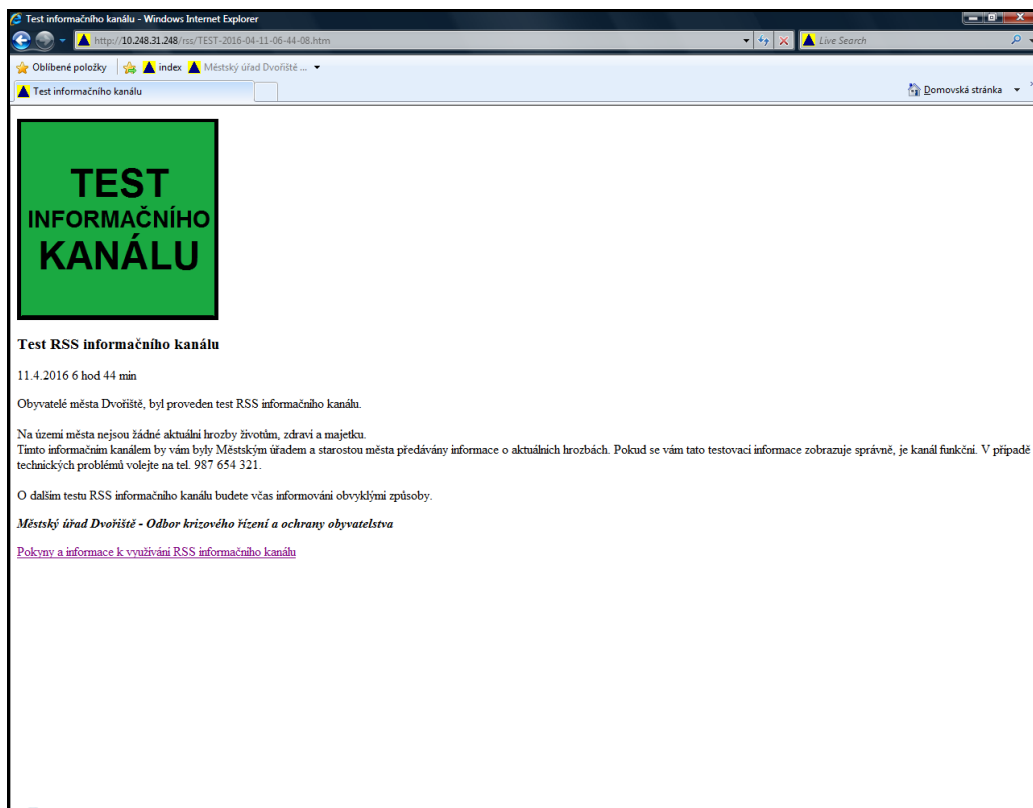 Test informačního kanálu - Windows Internet Explorer
http://10.248.31.248/rss/TEST-2016-04-11-06-44-08.htm
Live Search
Oblíbené položky index Městský úřad Dvořiště ...
Test informačního kanálu
Domovská stránka
TEST
INFORMAČNÍHO
KANÁLU
Test RSS informačního kanálu
11.4.2016 6 hod 44 min
Obyvatelé města Dvořiště, byl proveden test RSS informačního kanálu.
Na území města nejsou žádné aktuální hrozby životům, zdraví a majetku.
Tímto informačním kanálem by vám byly Městským úřadem a starostou města předávány informace o aktuálních hrozbách. Pokud se vám tato testovací informace zobrazuje správně, je kanál funkční. V případě
technických problémů volejte na tel. 987 654 321.
O dalším testu RSS informačního kanálu budete včas informováni obvyklými způsoby.
Městský úřad Dvořiště - Odbor krizového řízení a ochrany obyvatelstva
Pokyny a informace k využívání RSS informačního kanálu